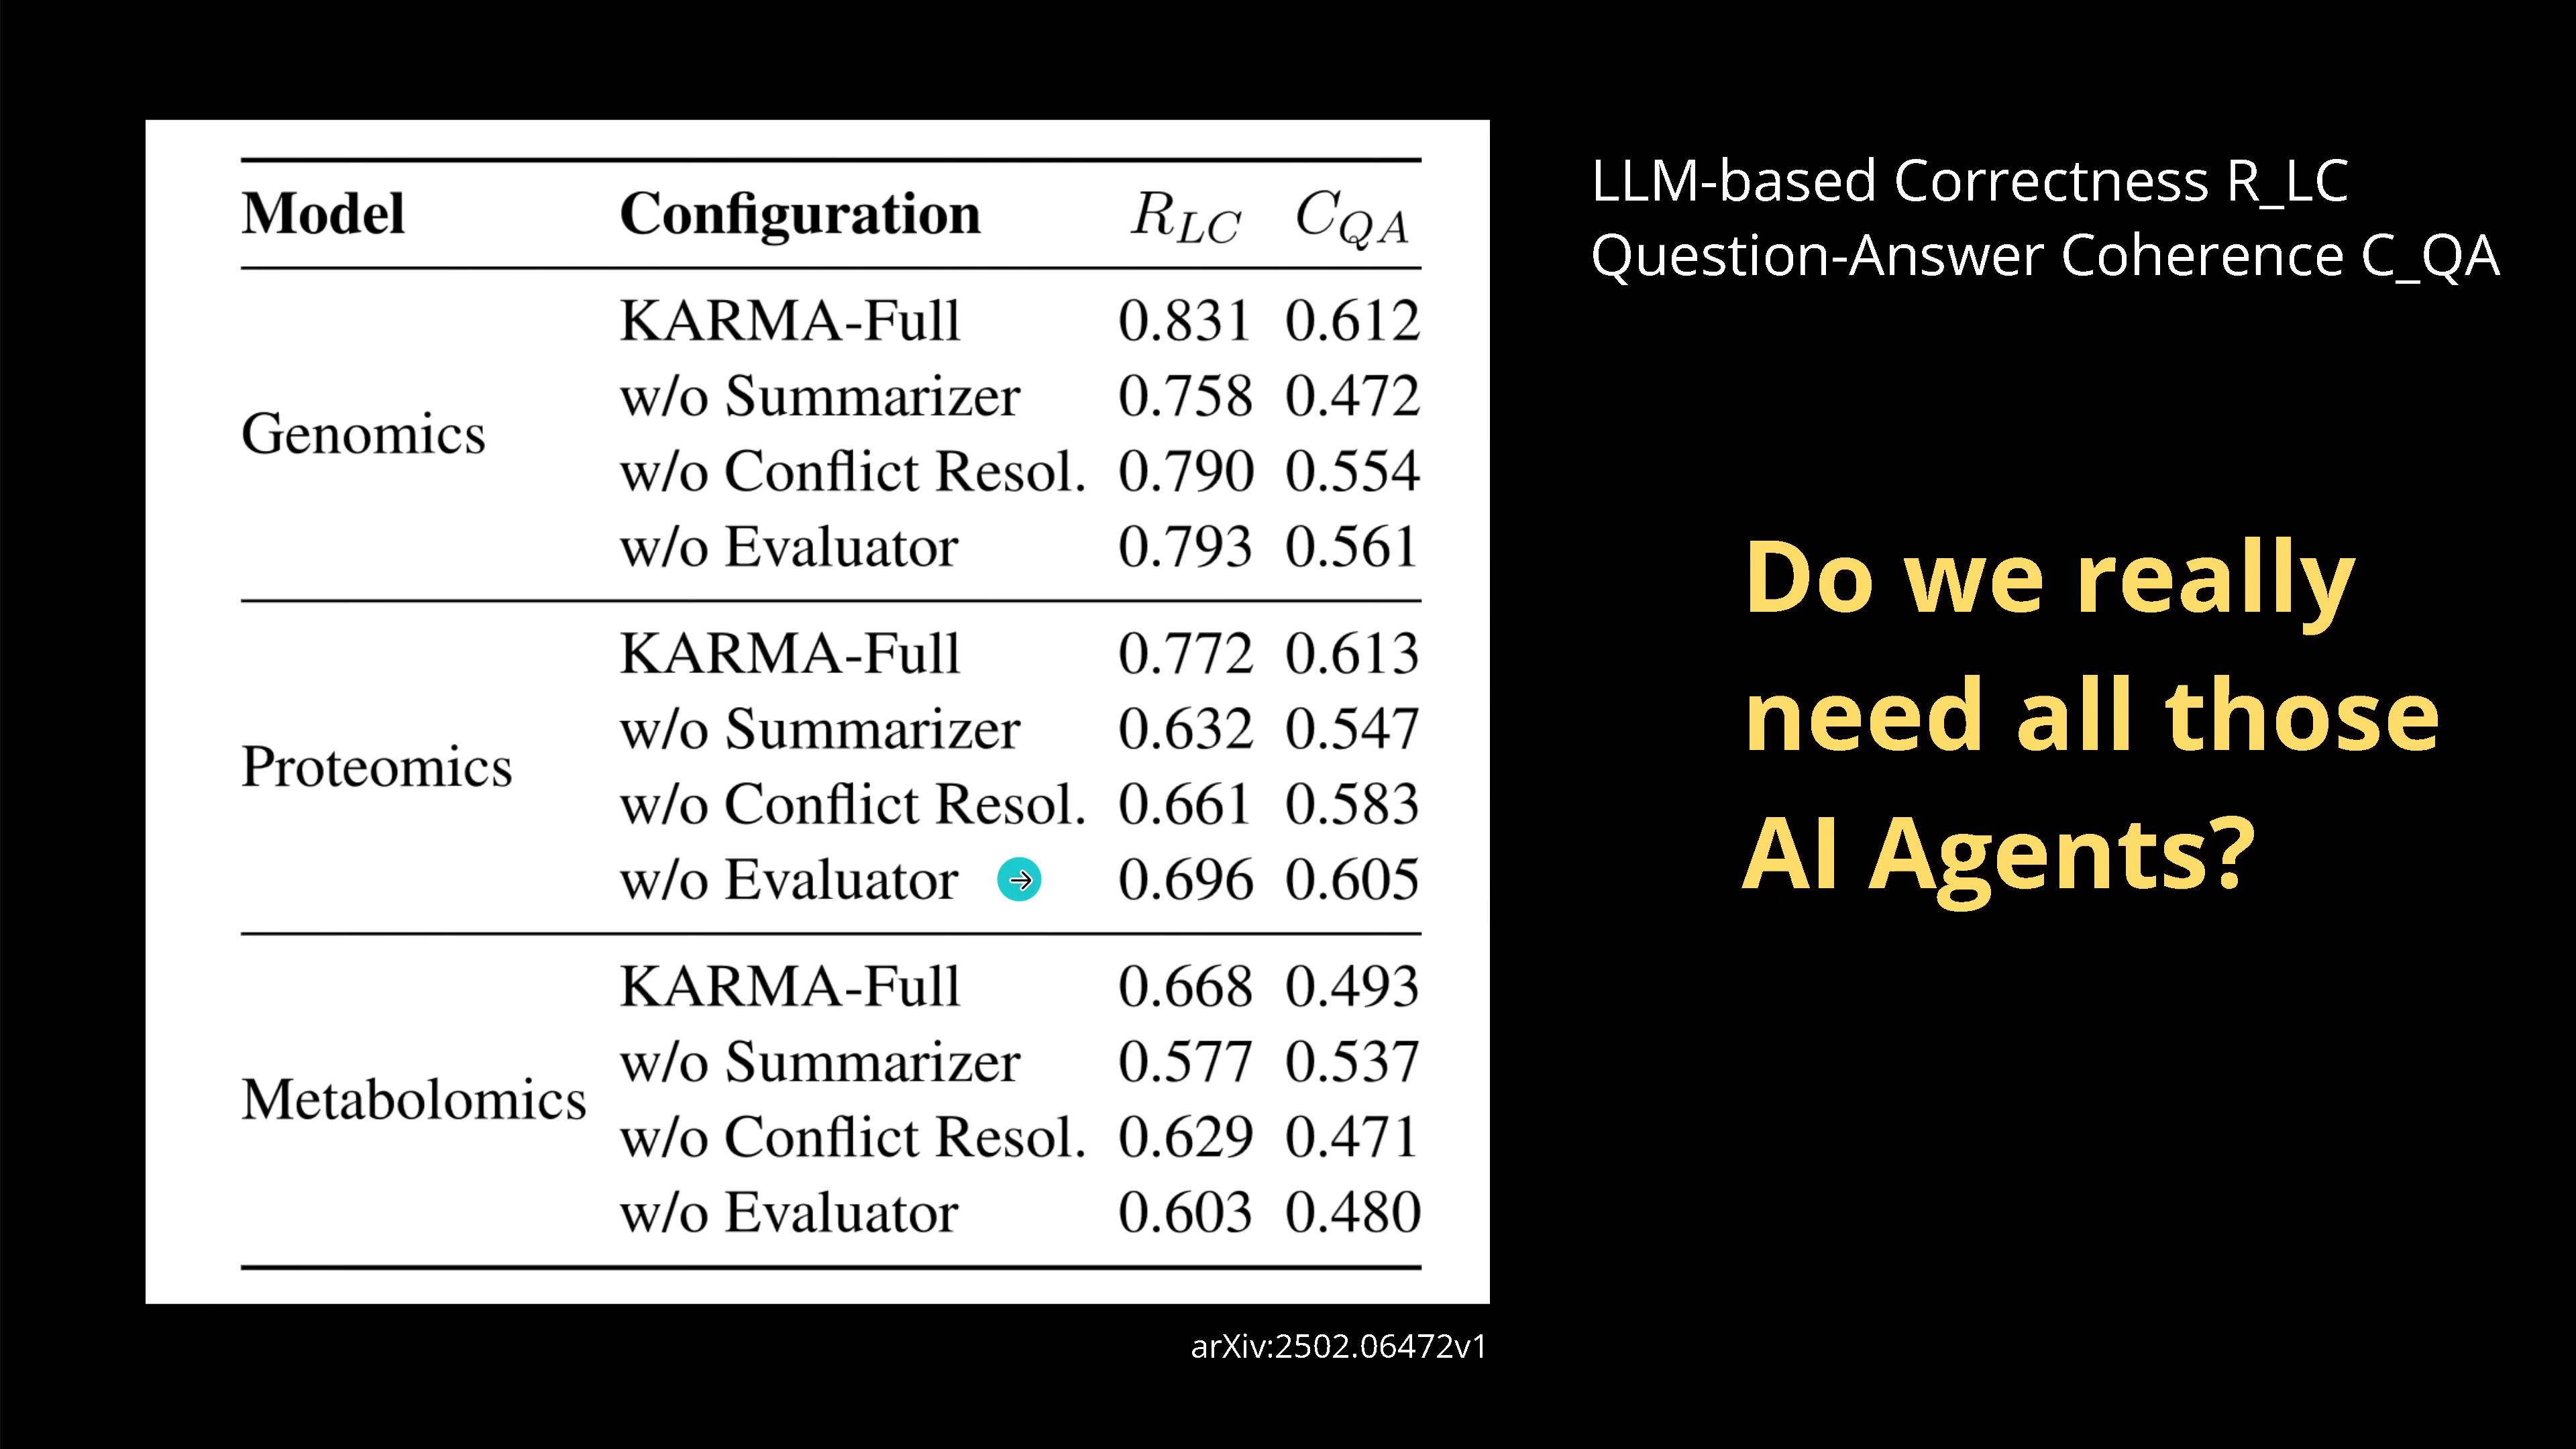 Model Configuration R_LC C_QA
Genomics
KARMA-Full 0.831 0.612
w/o Summarizer 0.758 0.472
w/o Conflict Resol. 0.790 0.554
w/o Evaluator 0.793 0.561
Proteomics
KARMA-Full 0.772 0.613
w/o Summarizer 0.632 0.547
w/o Conflict Resol. 0.661 0.583
w/o Evaluator 0.696 0.605
Metabolomics
KARMA-Full 0.668 0.493
w/o Summarizer 0.577 0.537
w/o Conflict Resol. 0.629 0.471
w/o Evaluator 0.603 0.480
arXiv:2502.06472v1
LLM-based Correctness R_LC
Question-Answer Coherence C_QA
Do we really
need all those
AI Agents?